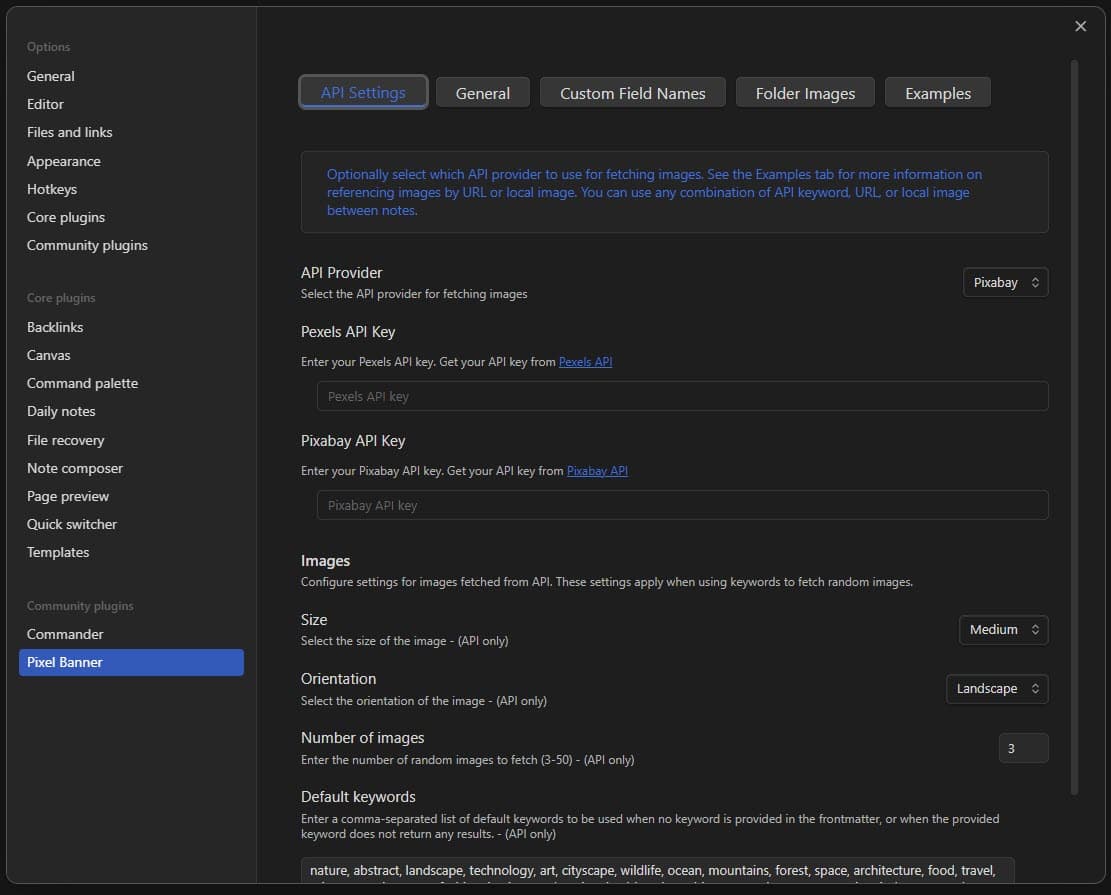 Options
General
Editor
Files and links
Appearance
Hotkeys
Core plugins
Community plugins
Core plugins
Backlinks
Canvas
Command palette
Daily notes
File recovery
Note composer
Page preview
Quick switcher
Templates
Community plugins
Commander
Pixel Banner
API Settings
General
Custom Field Names
Folder Images
Examples
Optionally select which API provider to use for fetching images. See the Examples tab for more information on
referencing images by URL or local image. You can use any combination of API keyword, URL, or local image
between notes.
API Provider
Select the API provider for fetching images
Pixabay
Pexels API Key
Enter your Pexels API key. Get your API key from Pexels API
Pexels API key
Pixabay API Key
Enter your Pixabay API key. Get your API key from Pixabay API
Pixabay API key
Images
Configure settings for images fetched from API. These settings apply when using keywords to fetch random images.
Size
Select the size of the image - (API only)
Medium
Orientation
Select the orientation of the image - (API only)
Landscape
Number of images
Enter the number of random images to fetch (3-50) - (API only)
3
Default keywords
Enter a comma-separated list of default keywords to be used when no keyword is provided in the frontmatter, or when the provided
keyword does not return any results. - (API only)
nature, abstract, landscape, technology, art, cityscape, wildlife, ocean, mountains, forest, space, architecture, food, travel,